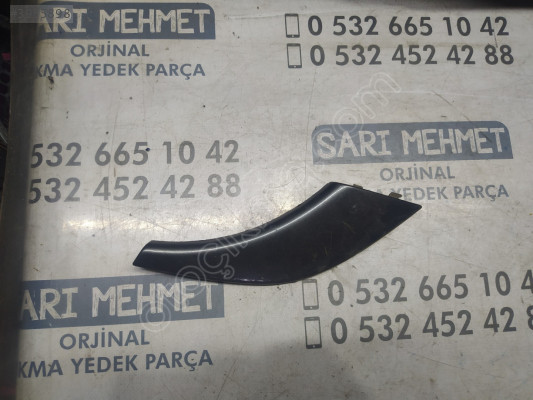 SARI MEHMET
ORJİNAL
KMA YEDEK PARÇA
0 532 665 10 42
0 532 452 42 88
532 665 10 42
532 452 42 88
SARI MEHMET
ORJİNAL
YEDEK PARÇA
SARI MEHMET
ORJİNAL
KMA YEDEK PARÇA
0 532 665 10 4
0 532 452 42 8